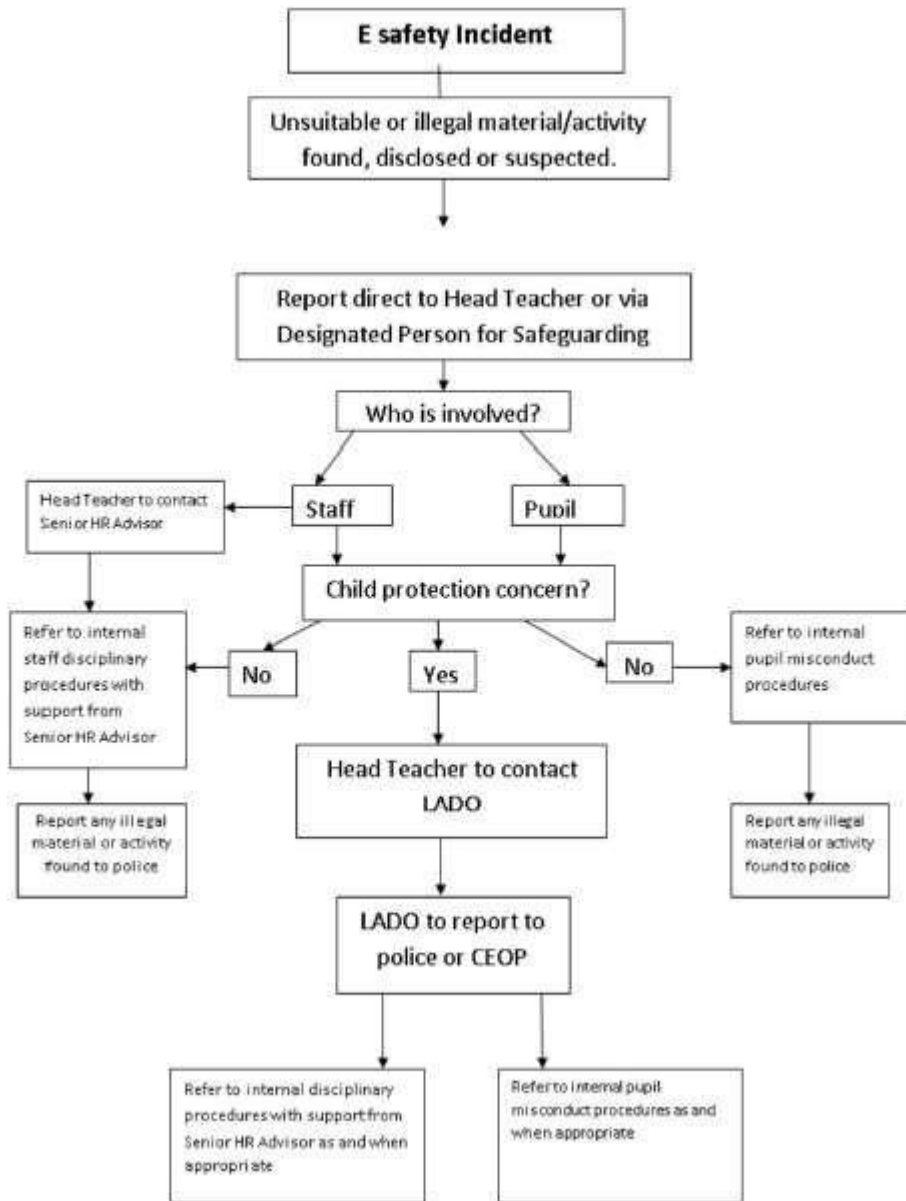 E safety Incident
Unsuitable or illegal material/activity
found, disclosed or suspected.
Report direct to Head Teacher or via
Designated Person for Safeguarding
Who is involved?
Head Teacher to contact
Senior HR Advisor
Staff
Pupil
Child protection concern?
Refer to internal
staff disciplinary
procedures with
support from
Senior HR Advisor
No
Yes
No
Refer to internal
pupil misconduct
procedures
Head Teacher to contact
LADO
Report any illegal
material or activity
found to police
Report any illegal
material or activity
found to police
LADO to report to
police or CEOP
Refer to internal disciplinary
procedures with support from
Senior HR Advisor as and when
appropriate
Refer to internal pupil
misconduct procedures as and
when appropriate